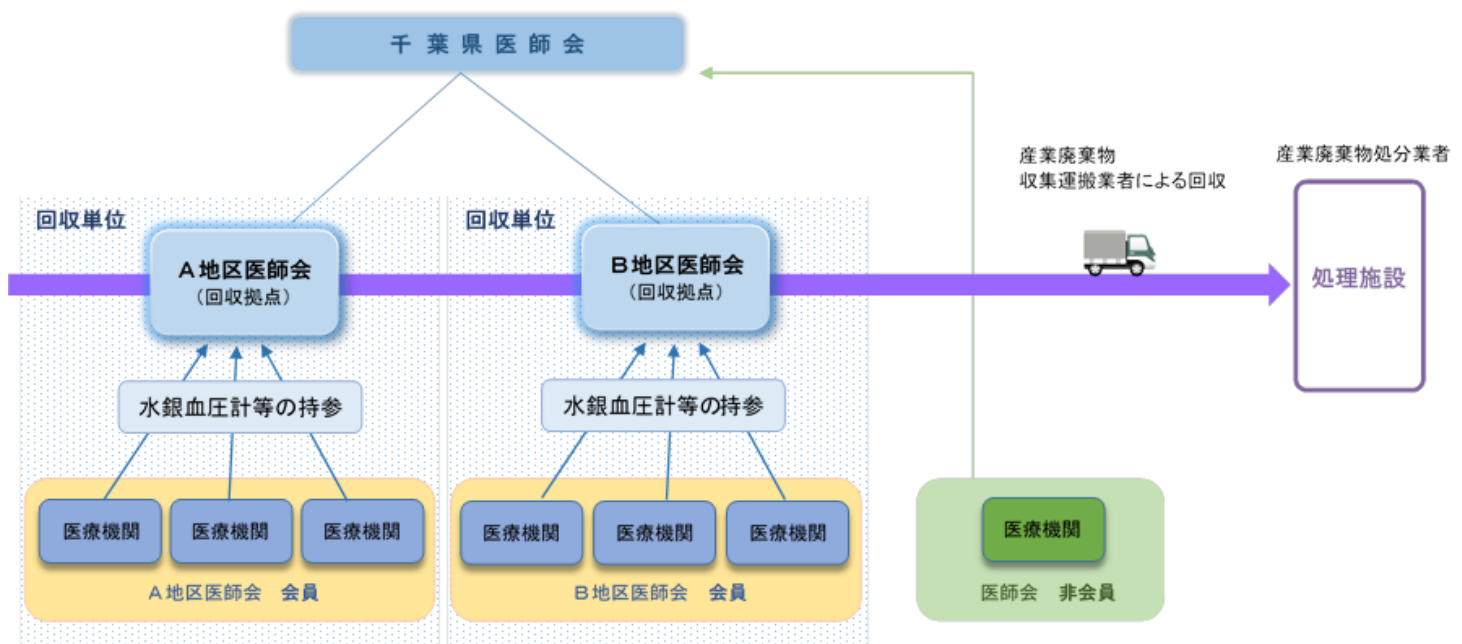 千葉県医師会
産業廃棄物
収集運搬業者による回収
産業廃棄物処分業者
回収単位
回収単位
A地区医師会
（回収拠点）
B地区医師会
（回収拠点）
処理施設
水銀血圧計等の持参
水銀血圧計等の持参
医療機関
医療機関
医療機関
医療機関
医療機関
医療機関
医療機関
A地区医師会　会員
B地区医師会　会員
医師会　非会員